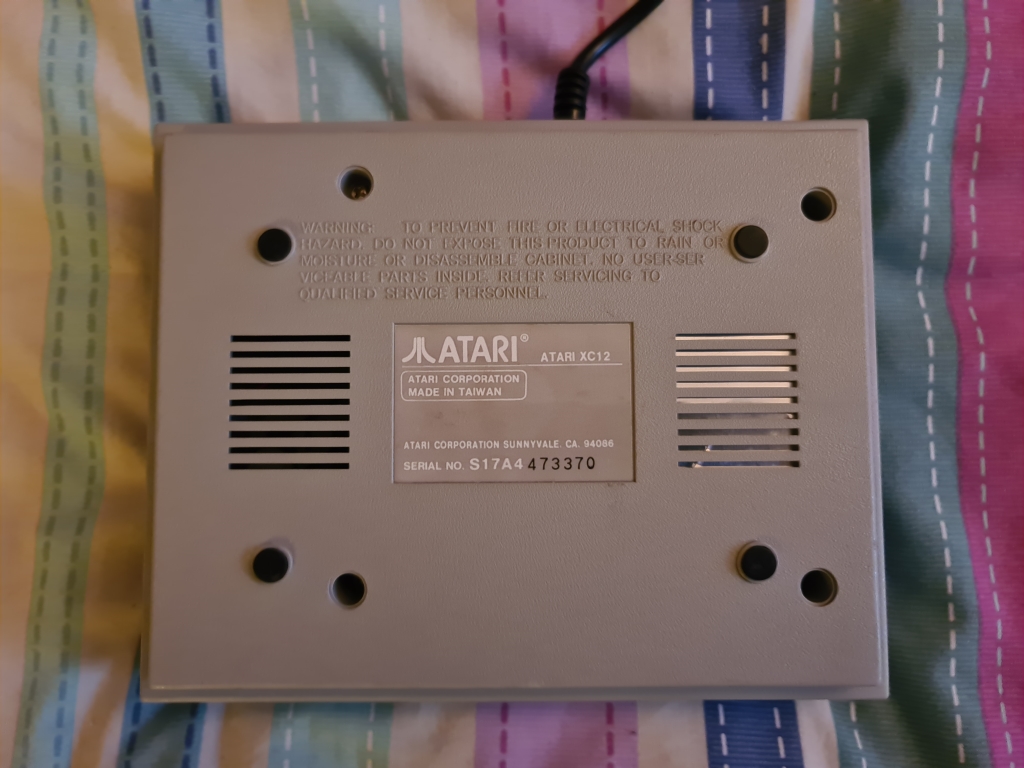 WARNING: TO PREVENT FIRE OR ELECTRICAL SHOCK
HAZARD. DO NOT EXPOSE THIS PRODUCT TO RAIN OR
MOISTURE OR DISASSEMBLE CABINET. NO USER-SER
VICEABLE PARTS INSIDE. REFER SERVICING TO
QUALIFIED SERVICE PERSONNEL.
ATARI® ATARI XC12
ATARI CORPORATION
MADE IN TAIWAN
ATARI CORPORATION SUNNYVALE. CA. 94086
SERIAL NO. S17A4 473370